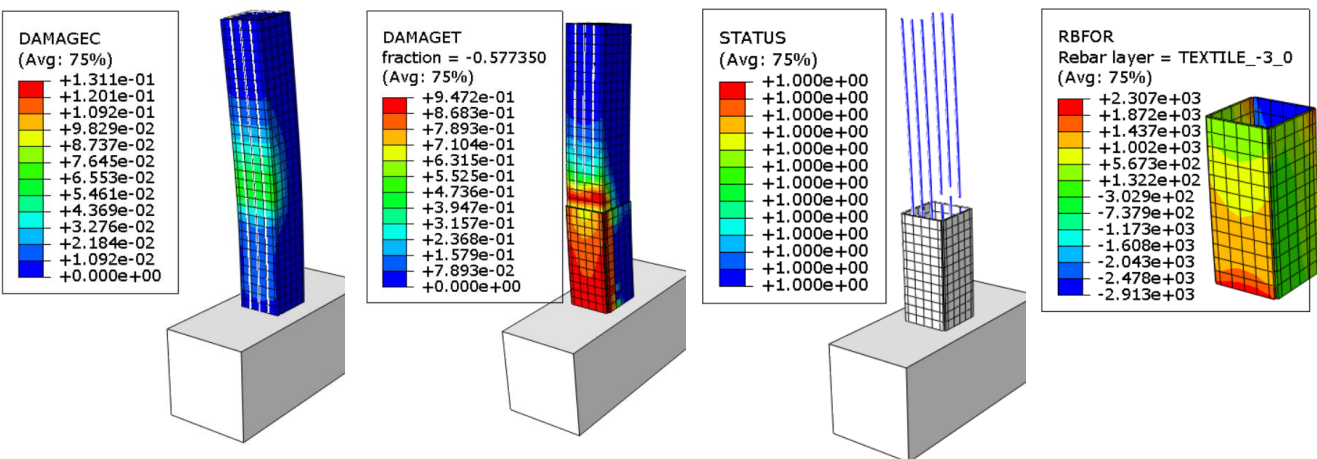 DAMAGEC
(Avg: 75%)
+1.311e-01
+1.201e-01
+1.092e-01
+9.829e-02
+8.737e-02
+7.645e-02
+6.553e-02
+5.461e-02
+4.369e-02
+3.276e-02
+2.184e-02
+1.092e-02
+0.000e+00
DAMAGET
fraction = -0.577350
(Avg: 75%)
+9.472e-01
+8.683e-01
+7.893e-01
+7.104e-01
+6.315e-01
+5.525e-01
+4.736e-01
+3.947e-01
+3.157e-01
+2.368e-01
+1.579e-01
+7.893e-02
+0.000e+00
STATUS
(Avg: 75%)
+1.000e+00
+1.000e+00
+1.000e+00
+1.000e+00
+1.000e+00
+1.000e+00
+1.000e+00
+1.000e+00
+1.000e+00
+1.000e+00
+1.000e+00
+1.000e+00
+1.000e+00
RBFOR
Rebar layer = TEXTILE_-3_0
(Avg: 75%)
+2.307e+03
+1.872e+03
+1.437e+03
+1.002e+03
+5.673e+02
+1.322e+02
-3.029e+02
-7.379e+02
-1.173e+03
-1.608e+03
-2.043e+03
-2.478e+03
-2.913e+03